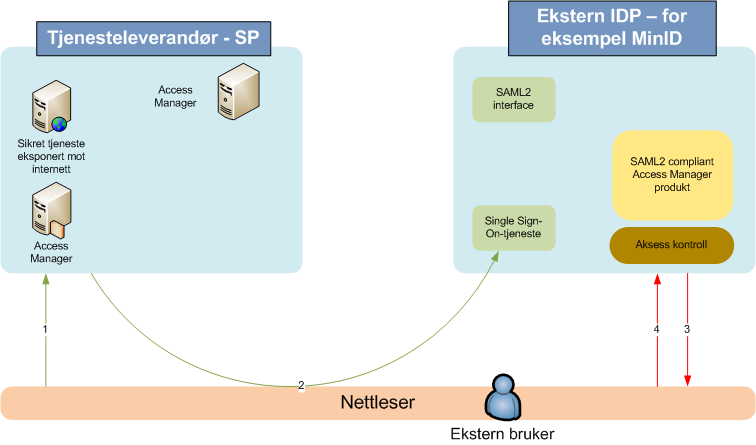 Tjenesteleverandør - SP
Ekstern IDP – for
eksempel MinID
Access
Manager
Sikret tjeneste
eksponert mot
internett
Access
Manager
SAML2
interface
SAML2 compliant
Access Manager
produkt
Single Sign-
On-tjeneste
Aksess kontroll
1
2
4
3
Nettleser
Ekstern bruker